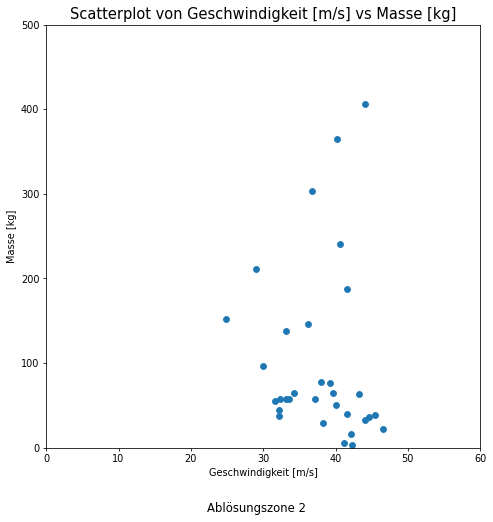 Scatterplot von Geschwindigkeit [m/s] vs Masse [kg]
500
400
300
200
100
0
Masse [kg]
0 10 20 30 40 50 60
Geschwindigkeit [m/s]
Ablösungszone 2